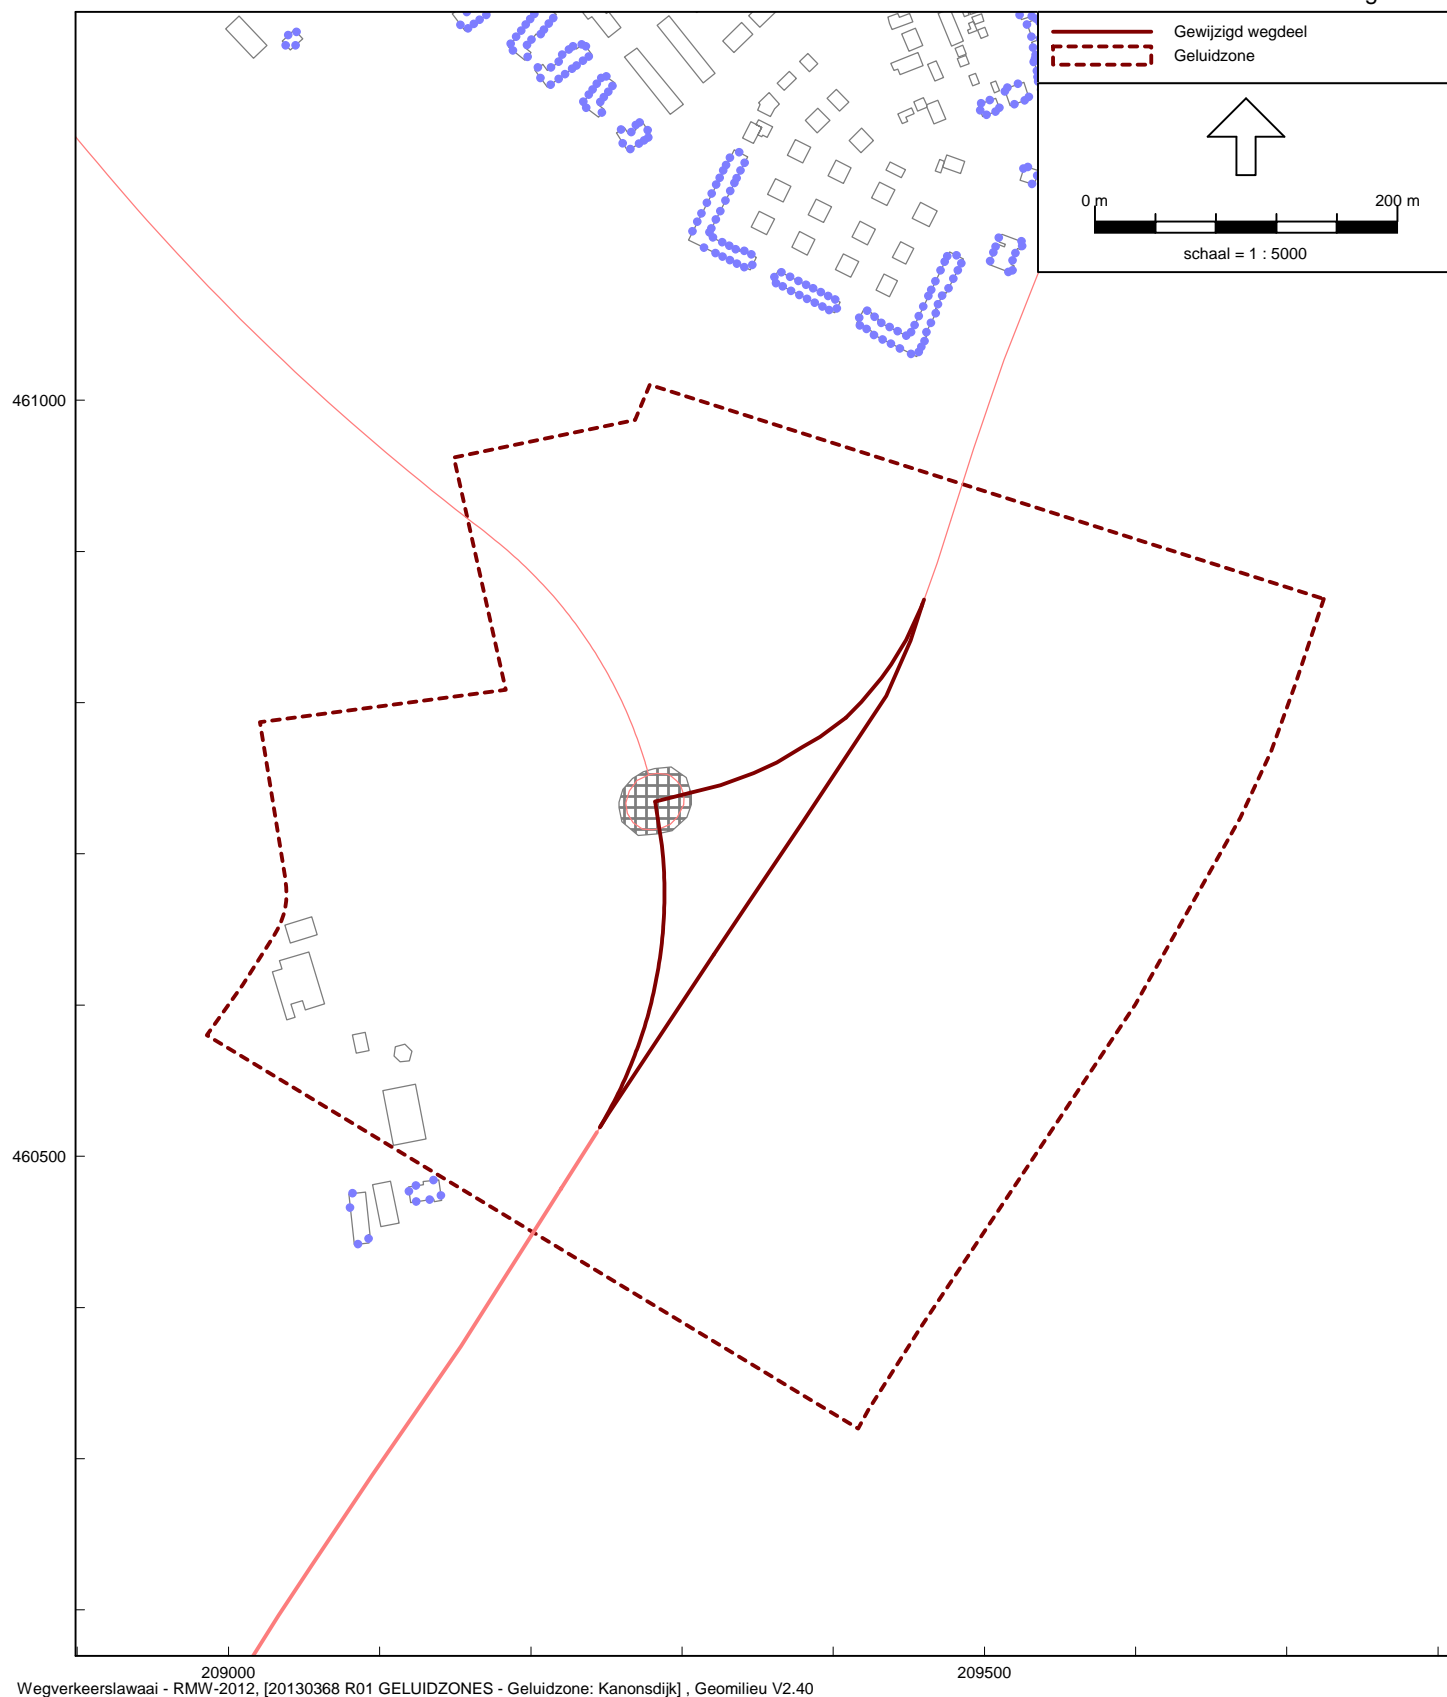 Gewijzigd wegdeel
Geluidzone
0 m 200 m
schaal = 1 : 5000
461000
460500
209000 209500
Wegverkeerslawaai - RMW-2012, [20130368 R01 GELUIDZONES - Geluidzone: Kanonsdijk] , Geomilieu V2.40